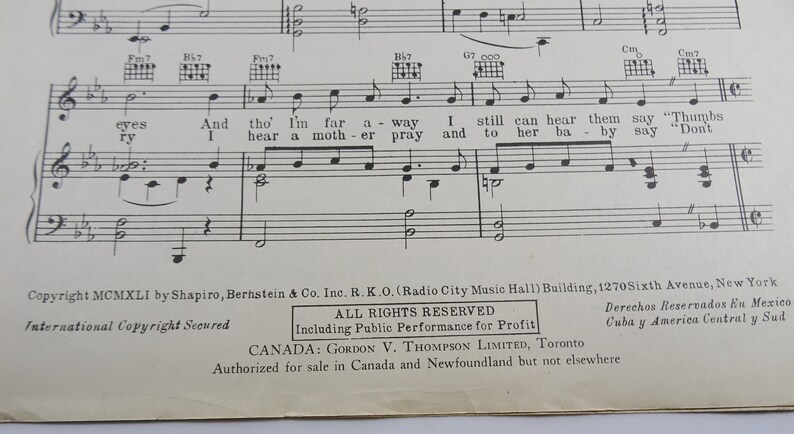 Fm7 B♭7 Fm7 B♭7 G7 Cm Cm7
eyes And tho' I'm far a - way I still can hear them say "Thumbs
ry I hear a moth - er pray and to her ba - by say "Don't
Copyright MCMXLI by Shapiro, Bernstein & Co. Inc. R.K.O. (Radio City Music Hall) Building, 1270 Sixth Avenue, New York
International Copyright Secured
ALL RIGHTS RESERVED
Including Public Performance for Profit
Derechos Reservados En Mexico
Cuba y America Central y Sud
CANADA: GORDON V. THOMPSON LIMITED, Toronto
Authorized for sale in Canada and Newfoundland but not elsewhere